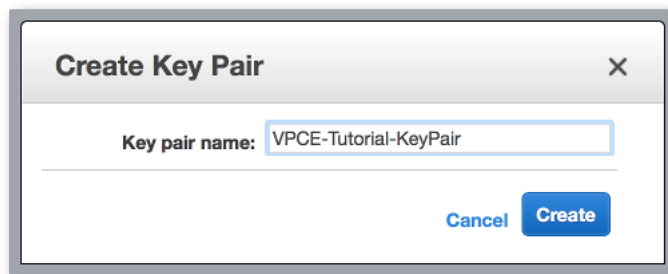 Create Key Pair ×
Key pair name: VPCE-Tutorial-KeyPair
Cancel Create